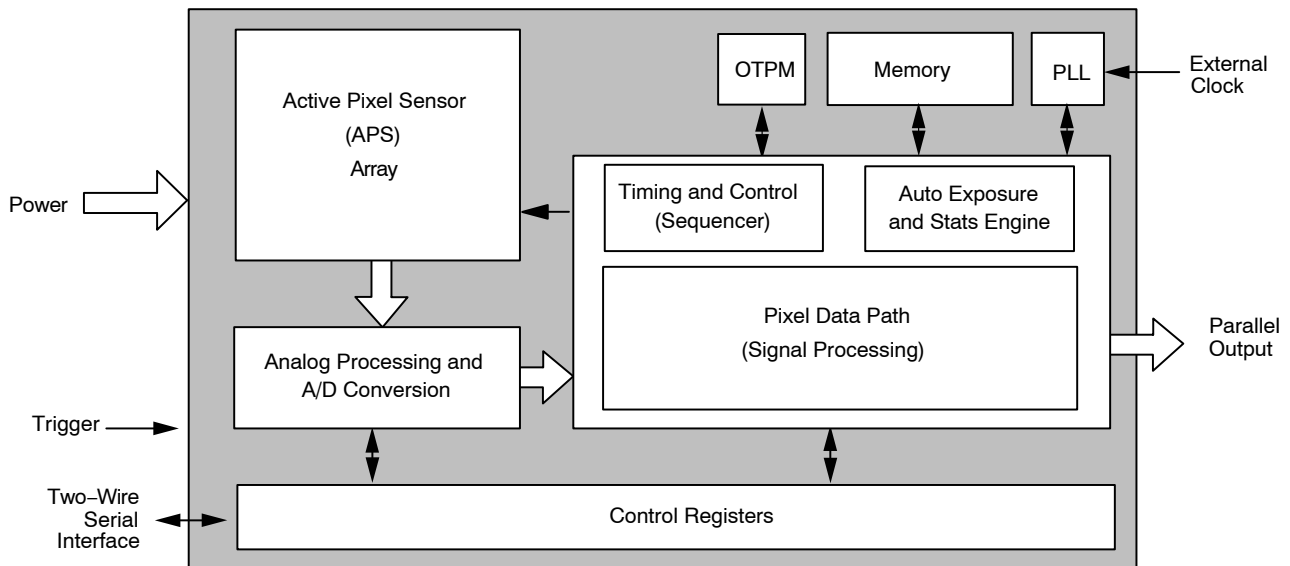 Active Pixel Sensor
(APS)
Array
OTPM
Memory
PLL
External
Clock
Power
Timing and Control
(Sequencer)
Auto Exposure
and Stats Engine
Pixel Data Path
(Signal Processing)
Parallel
Output
Analog Processing and
A/D Conversion
Trigger
Two–Wire
Serial
Interface
Control Registers